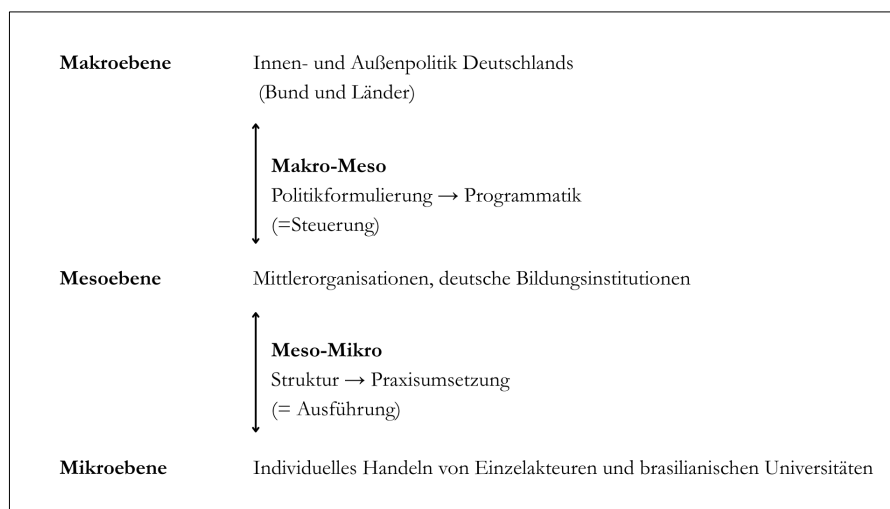 Makroebene Innen- und Außenpolitik Deutschlands
(Bund und Länder)
Makro-Meso
Politikformulierung → Programmatik
(=Steuerung)
Mesoebene Mittlerorganisationen, deutsche Bildungsinstitutionen
Meso-Mikro
Struktur → Praxisumsetzung
(= Ausführung)
Mikroebene Individuelles Handeln von Einzelakteuren und brasilianischen Universitäten